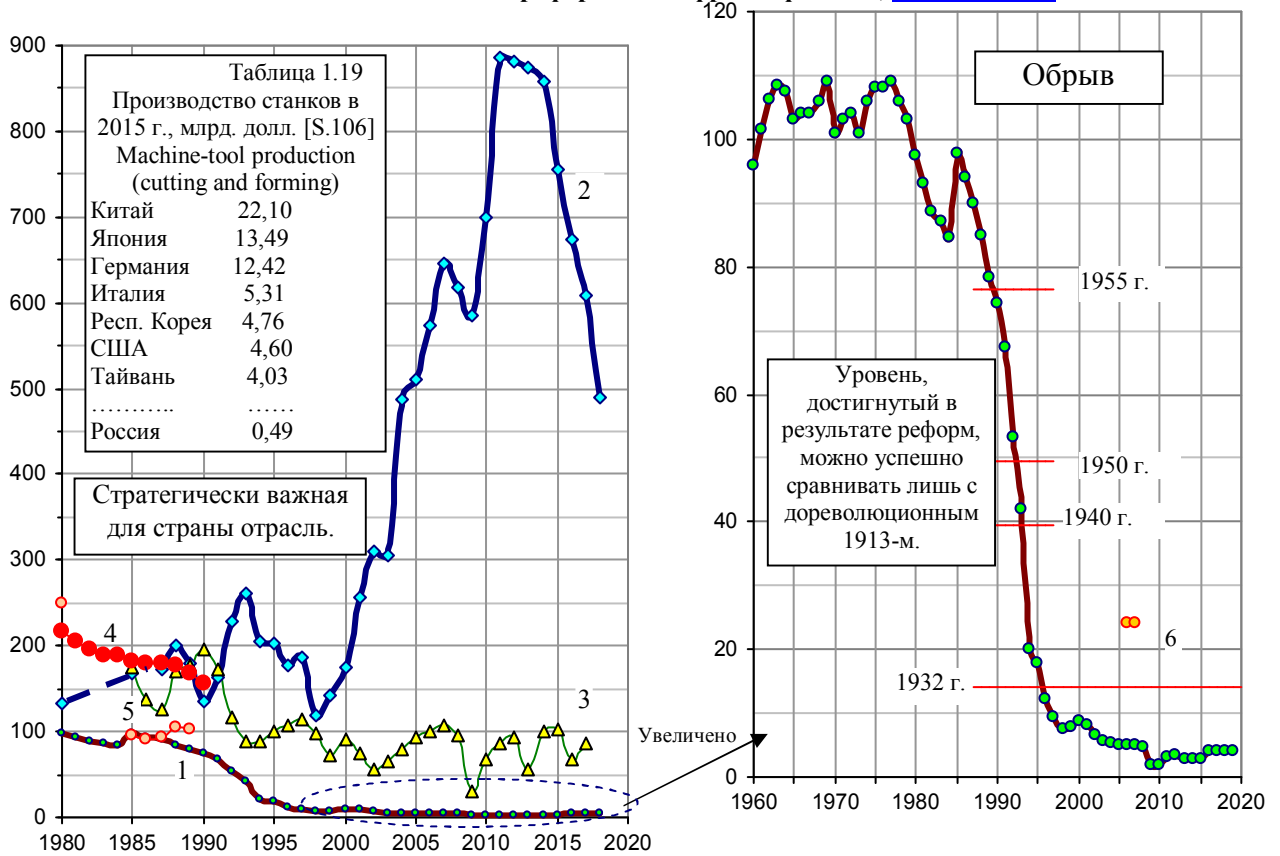 900
800
700
600
500
400
300
200
100
0
1980
1985
1990
1995
2000
2005
2010
2015
2020
Таблица 1.19
Производство станков в
2015 г., млрд. долл. [S.106]
Machine-tool production
(cutting and forming)
Китай 22,10
Япония 13,49
Германия 12,42
Италия 5,31
Респ. Корея 4,76
США 4,60
Тайвань 4,03
……….. ……
Россия 0,49
Стратегически важная
для страны отрасль.
2
4
5
1
3
Увеличено
120
100
80
60
40
20
0
1960
1970
1980
1990
2000
2010
2020
Обрыв
1955 г.
Уровень,
достигнутый в
результате реформ,
можно успешно
сравнивать лишь с
дореволюционным
1913-м.
1950 г.
1940 г.
6
1932 г.